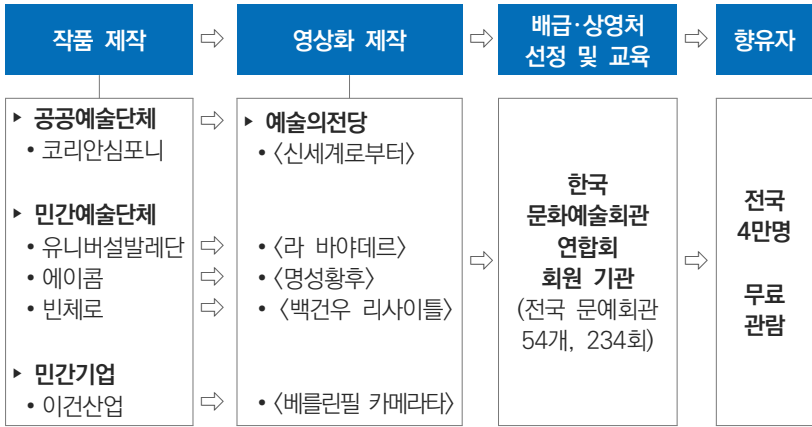 작품 제작 ⇨ 영상화 제작 ⇨ 배급·상영처 선정 및 교육 ⇨ 향유자
▶ 공공예술단체 ⇨
• 코리안심포니
▶ 민간예술단체
• 유니버설발레단 ⇨
• 에이콤 ⇨
• 빈체로 ⇨
▶ 민간기업
• 이건산업 ⇨
▶ 예술의전당
• 〈신세계로부터〉
• 〈라 바야데르〉
• 〈명성황후〉
• 〈백건우 리사이틀〉
• 〈베를린필 카메라타〉
⇨
한국
문화예술회관
연합회
회원 기관
(전국 문예회관
54개, 234회)
⇨
전국
4만명
무료
관람